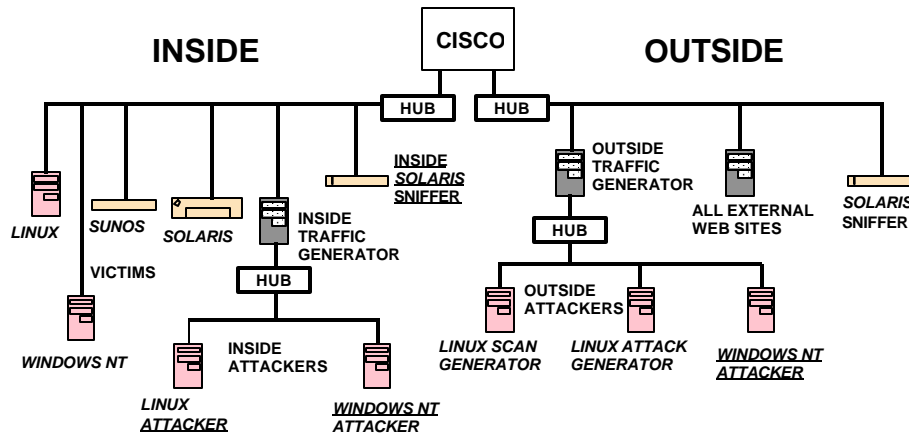 INSIDE
CISCO
OUTSIDE
HUB
HUB
LINUX
SUNOS
SOLARIS
INSIDE
TRAFFIC
GENERATOR
INSIDE
SOLARIS
SNIFFER
OUTSIDE
TRAFFIC
GENERATOR
ALL EXTERNAL
WEB SITES
SOLARIS
SNIFFER
VICTIMS
WINDOWS NT
HUB
INSIDE
ATTACKERS
LINUX
ATTACKER
WINDOWS NT
ATTACKER
HUB
OUTSIDE
ATTACKERS
LINUX SCAN
GENERATOR
LINUX ATTACK
GENERATOR
WINDOWS NT
ATTACKER